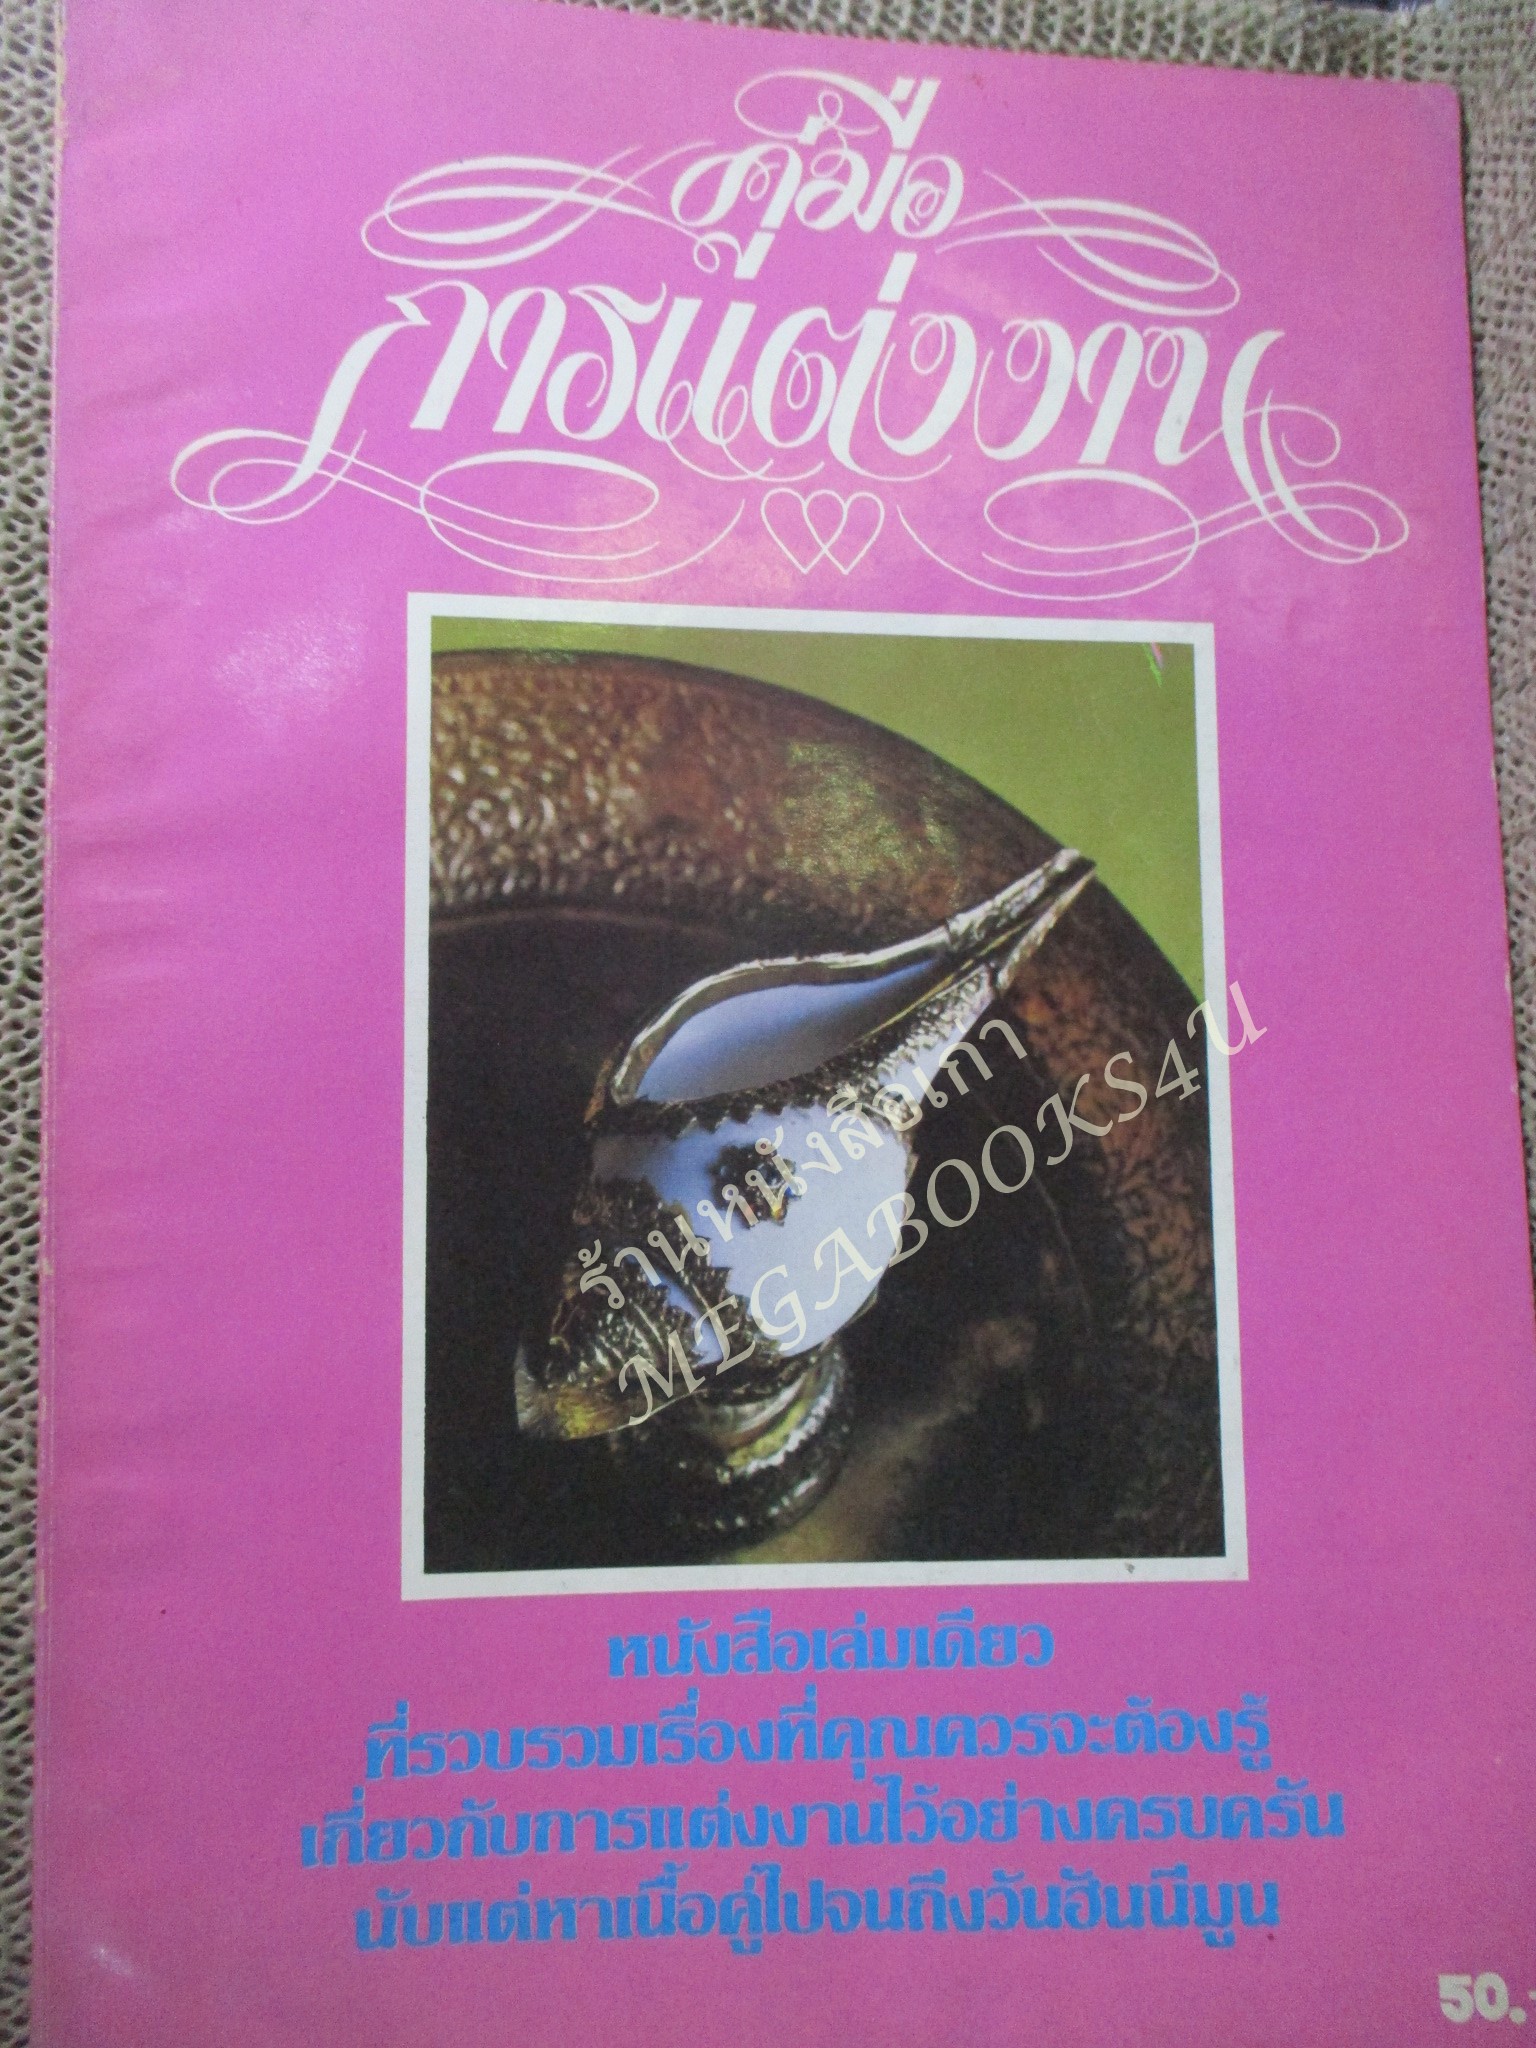 คู่มือ
การแต่งงาน
ร้านหนังสือเก่า
MEGABOOKS4U
หนังสือเล่มเดียว
ที่รวบรวมเรื่องที่คุณควรจะต้องรู้
เกี่ยวกับการแต่งงานไว้อย่างครบครัน
นับแต่หาเนื้อคู่ไปจนถึงวันฮันนีมูน
50.-